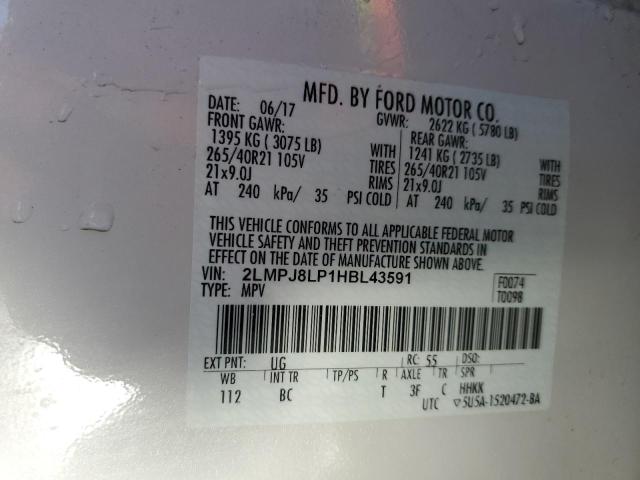 MFD. BY FORD MOTOR CO.
DATE: 06/17 GVWR: 2622 KG ( 5780 LB)
FRONT GAWR: REAR GAWR:
1395 KG ( 3075 LB) WITH 1241 KG ( 2735 LB) WITH
265/40R21 105V TIRES 265/40R21 105V TIRES
21x9.0J RIMS 21x9.0J RIMS
AT 240 kPa/ 35 PSI COLD AT 240 kPa/ 35 PSI COLD
THIS VEHICLE CONFORMS TO ALL APPLICABLE FEDERAL MOTOR
VEHICLE SAFETY AND THEFT PREVENTION STANDARDS IN
EFFECT ON THE DATE OF MANUFACTURE SHOWN ABOVE.
VIN: 2LMPJ8LP1HBL43591 F0074
TYPE: MPV T0098
EXT PNT: UG RC: 55 DSO:
WB INT TR TP/PS R AXLE TR SPR
112 BC T 3F C HHKK
UTC ▽5U5A-1520472-BA